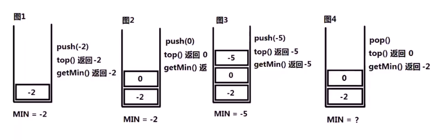 图1
push(-2)
top() 返回 -2
getMin() 返回 -2
-2
MIN = -2
图2
push(0)
top() 返回 0
getMin() 返
0
-2
MIN = -2
图3
push(-5)
top() 返回 -5
getMin() 返回 -5
-5
0
-2
MIN = -5
图4
pop()
top() 返回 0
getMin() 返回 -2
0
-2
MIN = ?